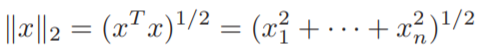 ‖x‖₂ = (xᵀx)^{1/2} = (x₁² + ⋯ + xₙ²)^{1/2}